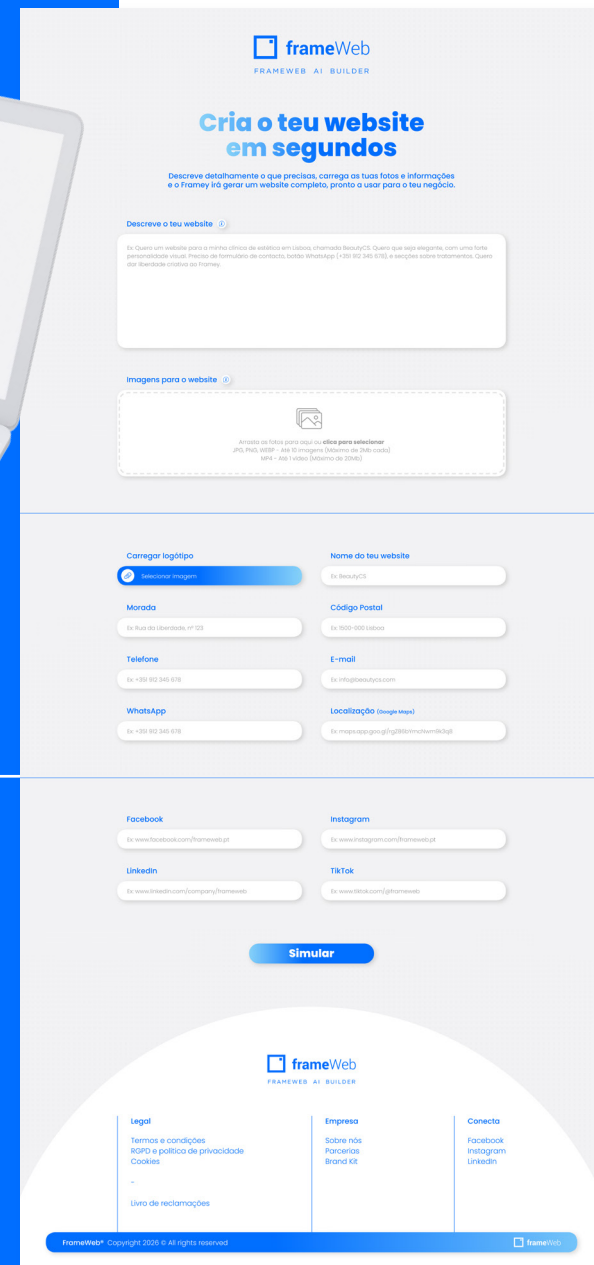 frameWeb
FRAMEWEB AI BUILDER
Cria o teu website
em segundos
Descreve detalhamente o que precisas, carrega as tuas fotos e informações
e o Framey irá gerar um website completo, pronto a usar para o teu negócio.
Descreve o teu website
Ex: Quero um website para a minha clínica de estética em Lisboa, chamada BeautyCS. Quero que seja elegante, com uma forte
personalidade visual. Preciso de formulário de contacto, botão WhatsApp (+351 912 345 678), e secções sobre tratamentos. Quero
dar liberdade criativa ao Framey.
Imagens para o website
Arrasta as fotos para aqui ou clica para selecionar
JPG, PNG, WEBP - Até 10 imagens (Máximo de 2Mb cada)
MP4 - Até 1 vídeo (Máximo de 20Mb)
Carregar logótipo
Nome do teu website
Selecionar imagem
Ex: BeautyCS
Morada
Código Postal
Ex: Rua da Liberdade, nº 123
Ex: 1500-000 Lisboa
Telefone
E-mail
Ex: +351 912 345 678
Ex: info@beautycs.com
WhatsApp
Localização (Google Maps)
Ex: +351 912 345 678
Facebook
Instagram
Ex: www.facebook.com/frameweb.pt
Ex: www.instagram.com/frameweb.pt
Linkedin
TikTok
Ex: www.linkedin.com/company/frameweb
Ex: www.tiktok.com/@frameweb
Simular
frameWeb
FRAMEWEB AI BUILDER
Legal
Empresa
Conecta
Termos e condições
Sobre nós
Facebook
RGPD e política de privacidade
Parcerias
Instagram
Cookies
Brand Kit
LinkedIn
-
Livro de reclamações
FrameWeb® Copyright 2026 © All rights reserved
frameWeb